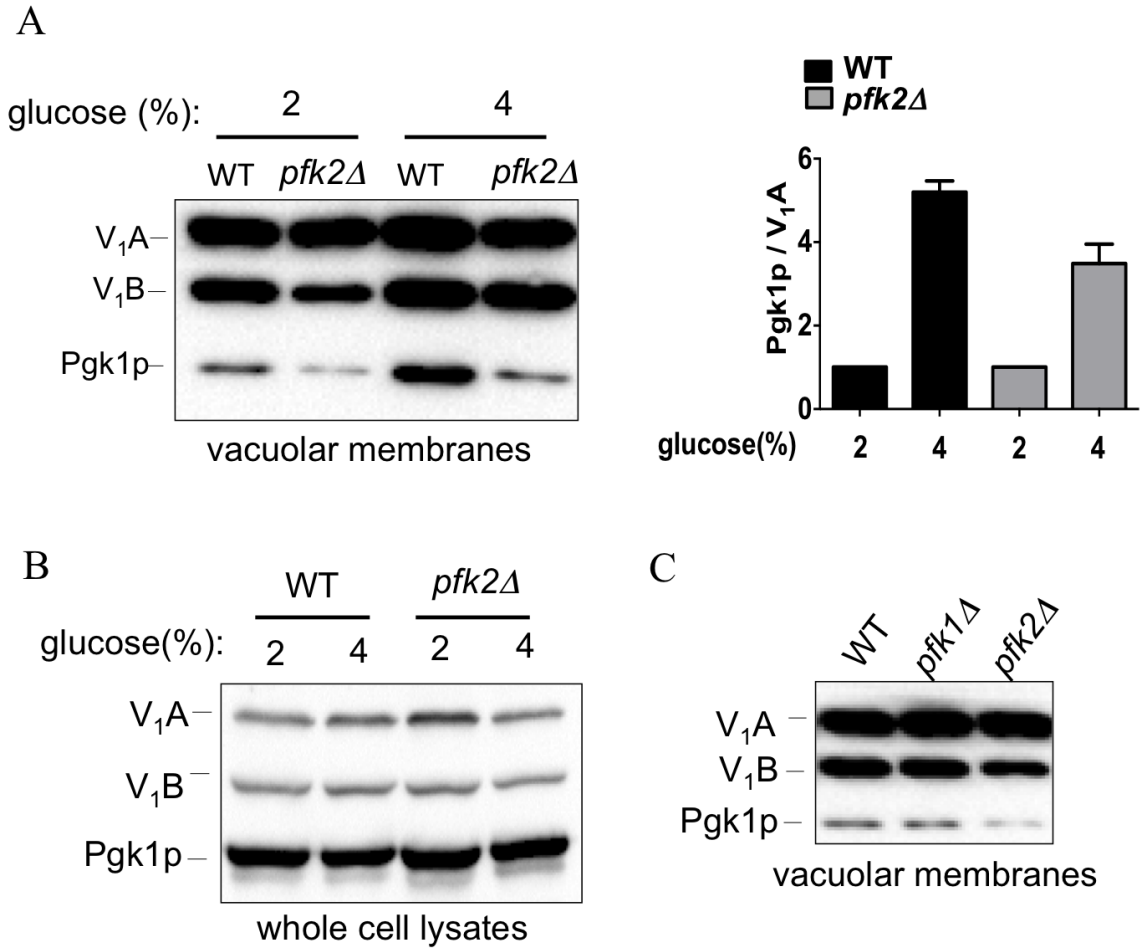 A
glucose (%): 2 4
WT pfk2Δ WT pfk2Δ
V₁A
V₁B
Pgk1p
vacuolar membranes
WT
pfk2Δ
Pgk1p / V₁A
6
4
2
0
glucose(%) 2 4 2 4
B
WT pfk2Δ
glucose(%): 2 4 2 4
V₁A
V₁B
Pgk1p
whole cell lysates
C
WT pfk1Δ pfk2Δ
V₁A
V₁B
Pgk1p
vacuolar membranes